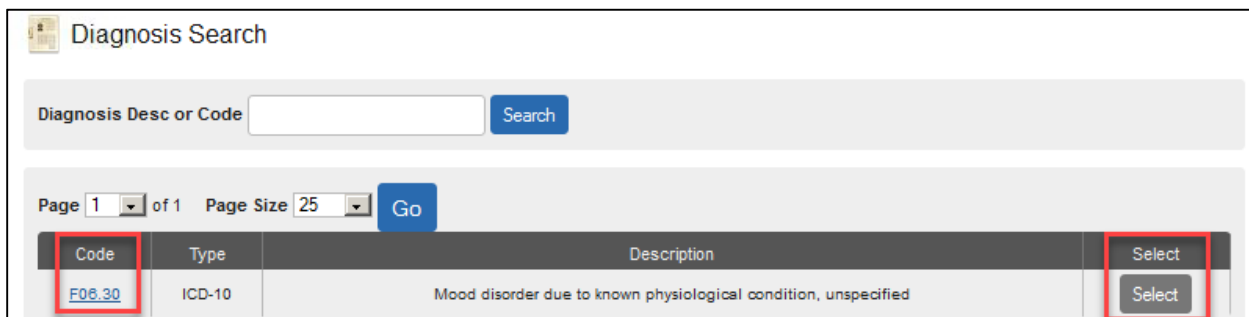 Diagnosis Search
Diagnosis Desc or Code Search
Page 1 of 1 Page Size 25 Go
Code Type Description Select
F06.30 ICD-10 Mood disorder due to known physiological condition, unspecified Select